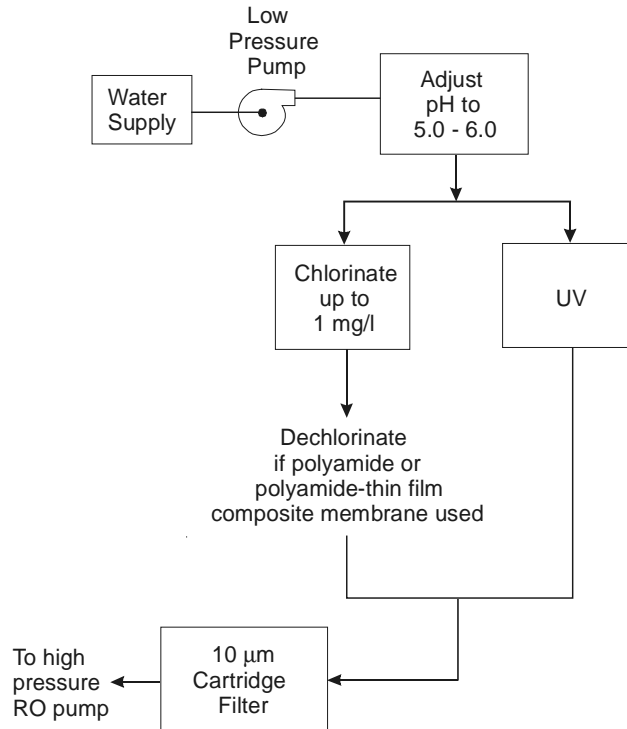 Low
Pressure
Pump
Water
Supply
Adjust
pH to
5.0 - 6.0
Chlorinate
up to
1 mg/l
UV
Dechlorinate
if polyamide or
polyamide-thin film
composite membrane used
To high
pressure
RO pump
10 μm
Cartridge
Filter